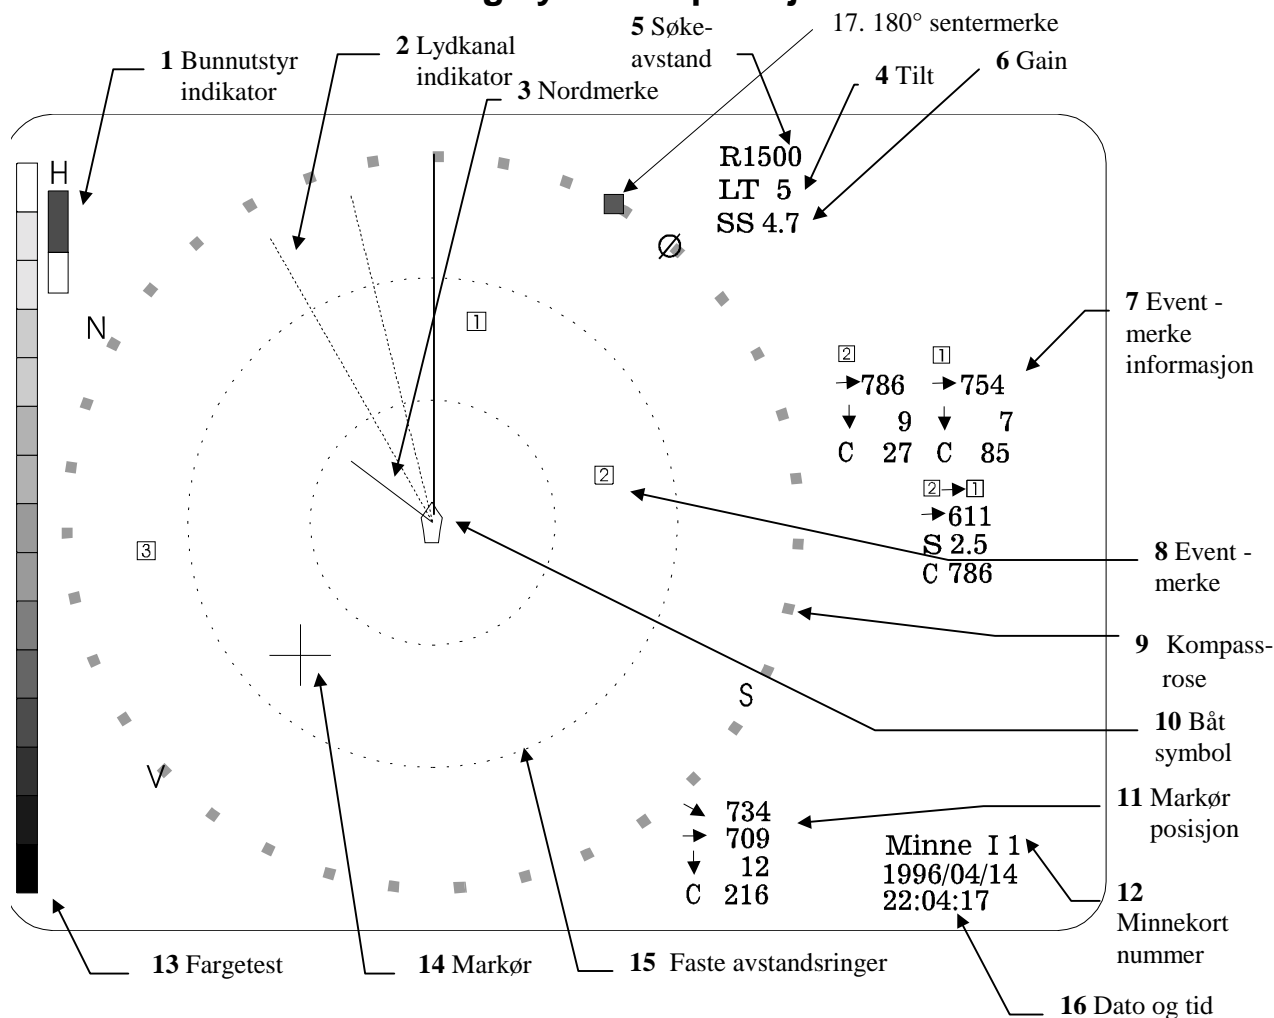 17. 180° sentermerke
5 Søke-
avstand
1 Bunnutstyr
indikator
2 Lydkanal
indikator
3 Nordmerke
4 Tilt
6 Gain
H
R1500
LT 5
SS 4.7
Ø
N
1
7 Event -
merke
informasjon
2 1
→786 →754
↓ 9 ↓ 7
C 27 C 85
2→1
→611
S 2.5
C 786
2
3
8 Event -
merke
9 Kompass-
rose
S
10 Båt
symbol
V
11 Markør
posisjon
↘ 734
→ 709
↓ 12
C 216
Minne I 1
1996/04/14
22:04:17
12
Minnekort
nummer
13 Fargetest
14 Markør
15 Faste avstandsringer
16 Dato og tid